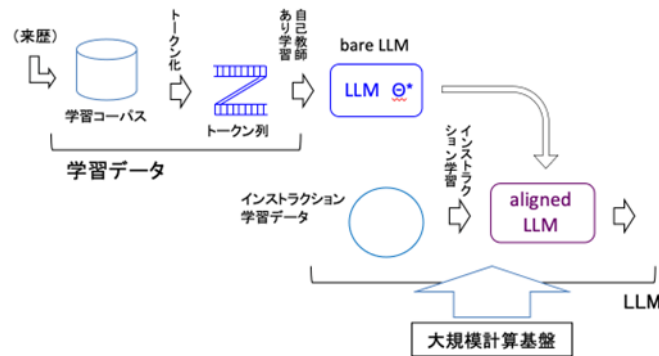 (来歴)
トークン化
自己教師
あり学習
bare LLM
LLM Θ*
学習コーパス
トークン列
学習データ
インストラク
ション学習
インストラクション
学習データ
aligned
LLM
LLM
大規模計算基盤